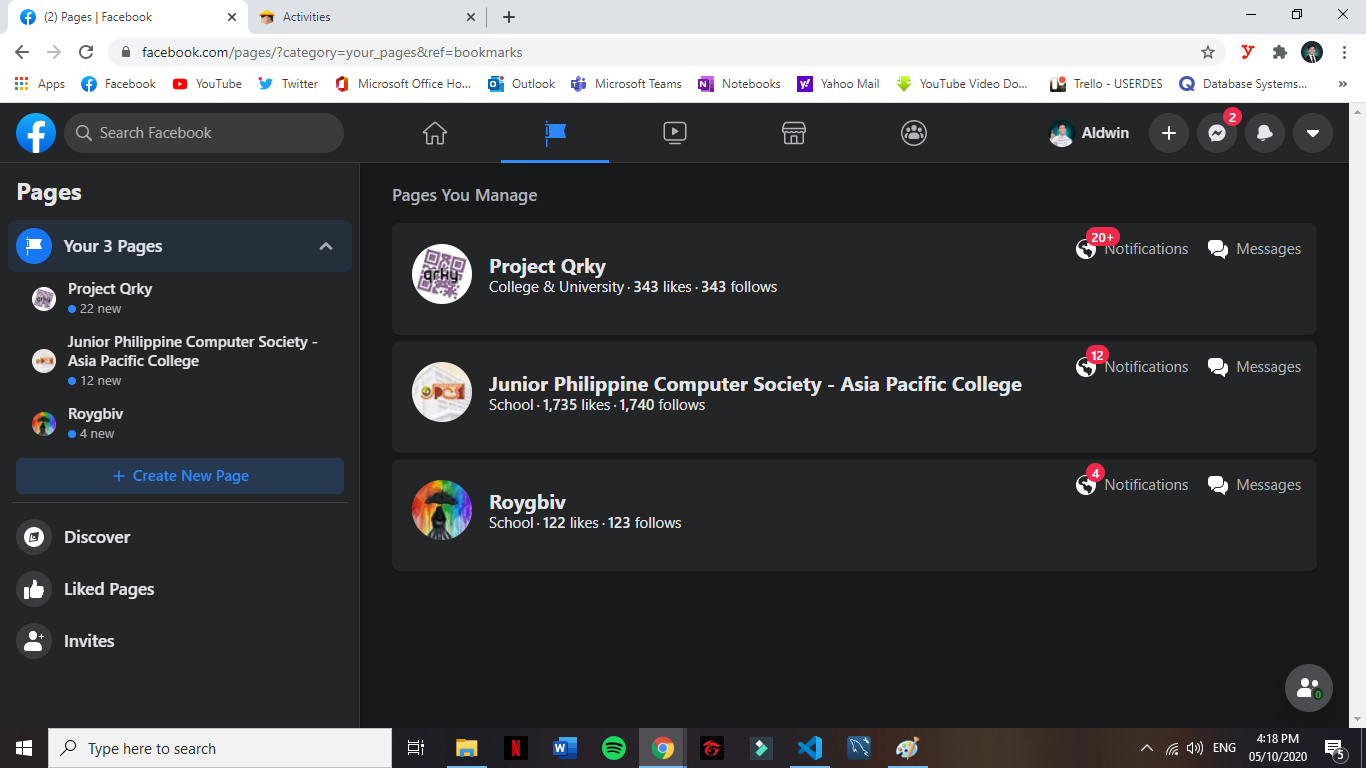 (2) Pages | Facebook
Activities
facebook.com/pages/?category=your_pages&ref=bookmarks
Apps
Facebook
YouTube
Twitter
Microsoft Office Ho...
Outlook
Microsoft Teams
Notebooks
Yahoo Mail
YouTube Video Do...
Trello - USERDES
Database Systems...
Search Facebook
Aldwin
2
Pages
Your 3 Pages
Project Qrky
22 new
Junior Philippine Computer Society -
Asia Pacific College
12 new
Roygbiv
4 new
+ Create New Page
Discover
Liked Pages
Invites
Pages You Manage
qrky
Project Qrky
College & University · 343 likes · 343 follows
20+
Notifications
Messages
Junior Philippine Computer Society - Asia Pacific College
School · 1,735 likes · 1,740 follows
12
Notifications
Messages
Roygbiv
School · 122 likes · 123 follows
4
Notifications
Messages
0
Type here to search
ENG
4:18 PM
05/10/2020
5